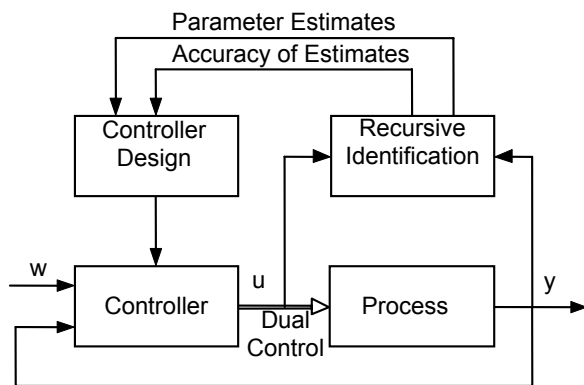 Parameter Estimates
Accuracy of Estimates
Controller
Design
Recursive
Identification
w
Controller
u
Dual
Control
Process
y